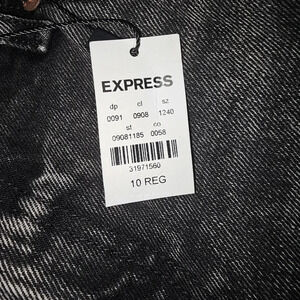 EXPRESS
dp cl sz
0091 0908 1240
st co
09081185 0058
31971560
10 REG